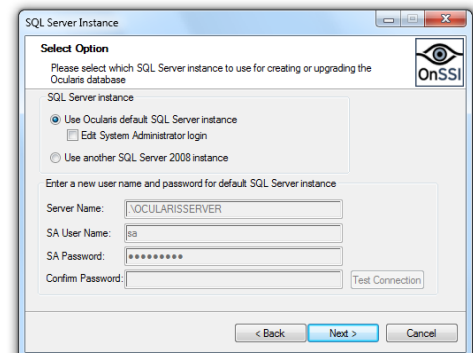 SQL Server Instance
Select Option
Please select which SQL Server instance to use for creating or upgrading the
Ocularis database
OnSSI
SQL Server instance
Use Ocularis default SQL Server instance
Edit System Administrator login
Use another SQL Server 2008 instance
Enter a new user name and password for default SQL Server instance
Server Name: .\OCULARISSERVER
SA User Name: sa
SA Password: •••••••••
Confirm Password: Test Connection
< Back Next > Cancel